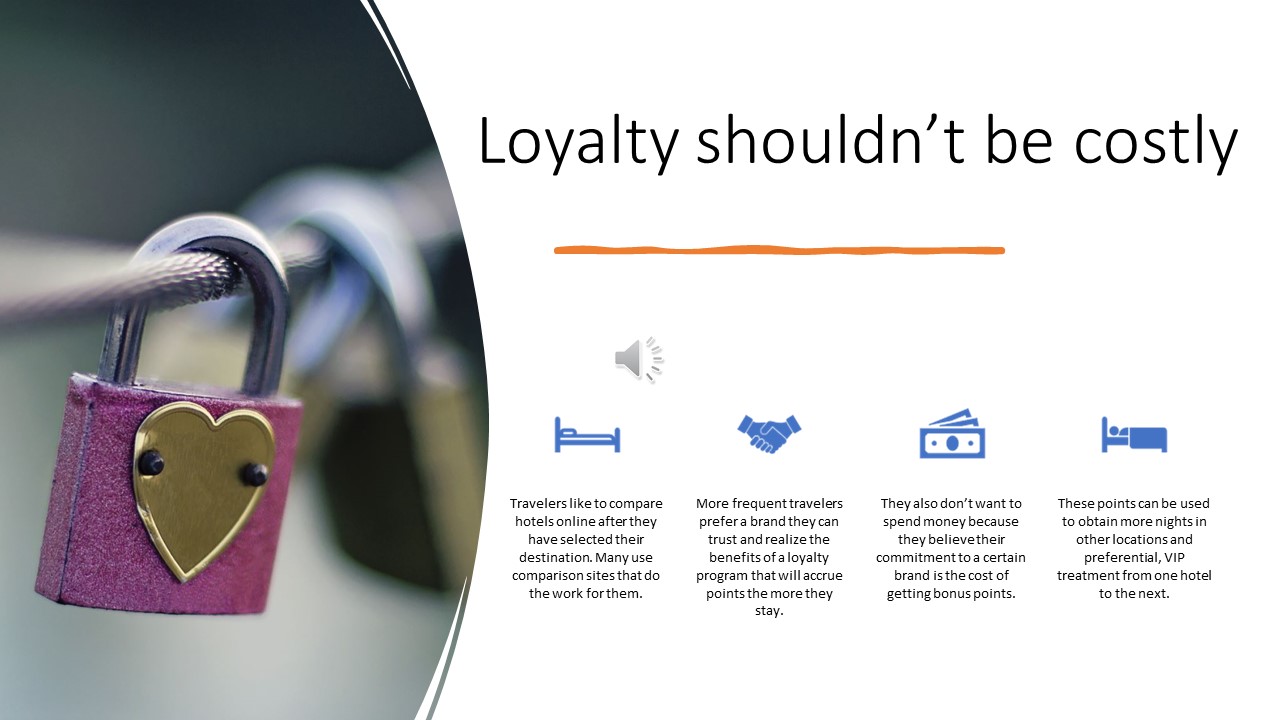 Loyalty shouldn’t be costly
Travelers like to compare
hotels online after they
have selected their
destination. Many use
comparison sites that do
the work for them.
More frequent travelers
prefer a brand they can
trust and realize the
benefits of a loyalty
program that will accrue
points the more they
stay.
They also don’t want to
spend money because
they believe their
commitment to a certain
brand is the cost of
getting bonus points.
These points can be used
to obtain more nights in
other locations and
preferential, VIP
treatment from one hotel
to the next.